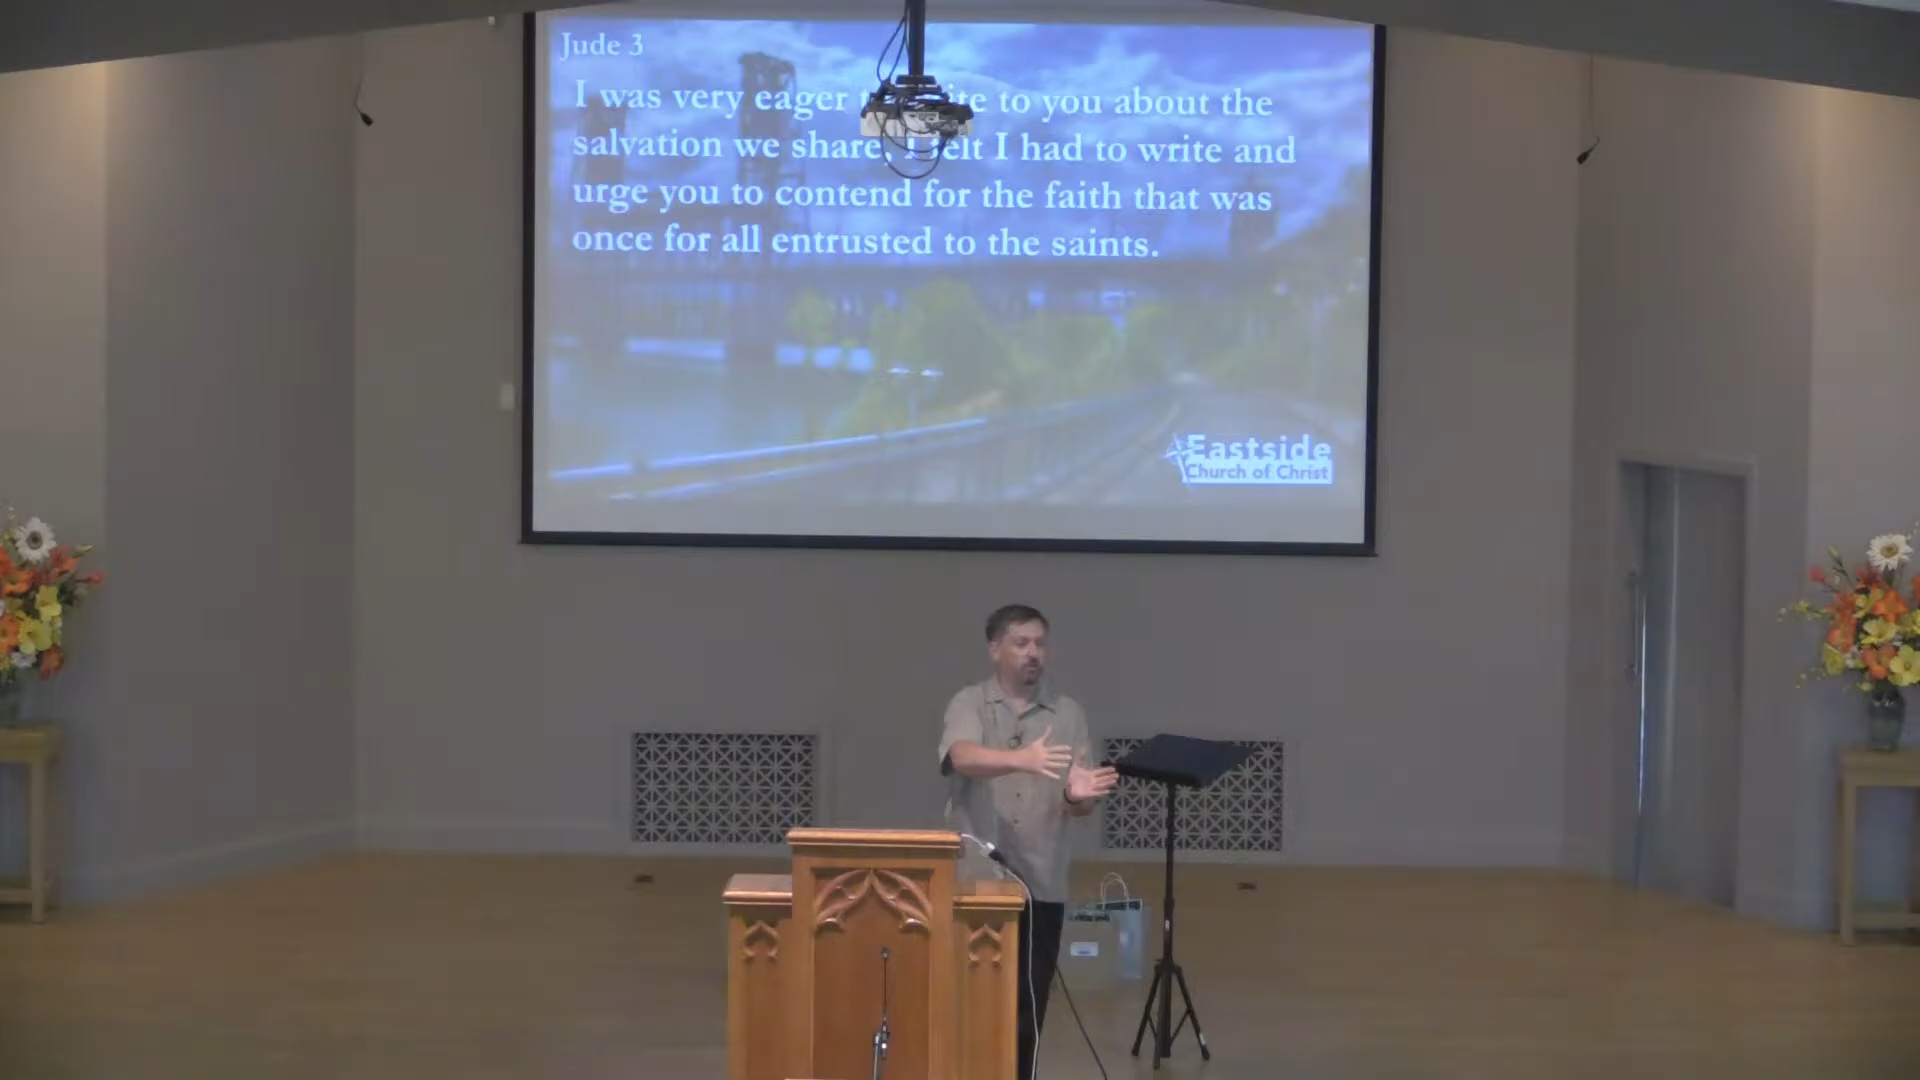 Jude 3
I was very eager to write to you about the
salvation we share, I felt I had to write and
urge you to contend for the faith that was
once for all entrusted to the saints.
Eastside
Church of Christ